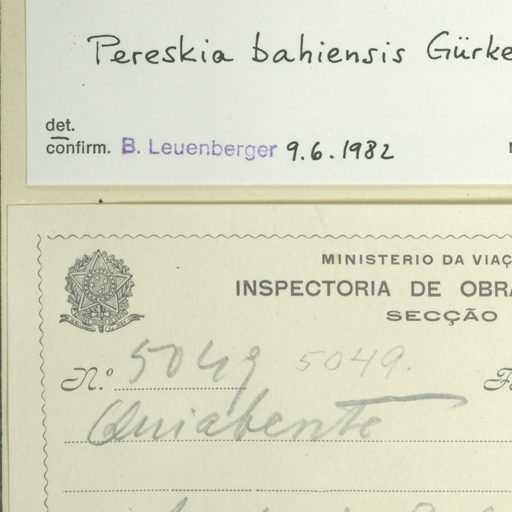 Pereskia bahiensis Gürke
det.
confirm. B. Leuenberger 9.6.1982
MINISTERIO DA VIAÇ
INSPECTORIA DE OBRA
SECÇÃO
N.º 5049 5049.
Quiabento